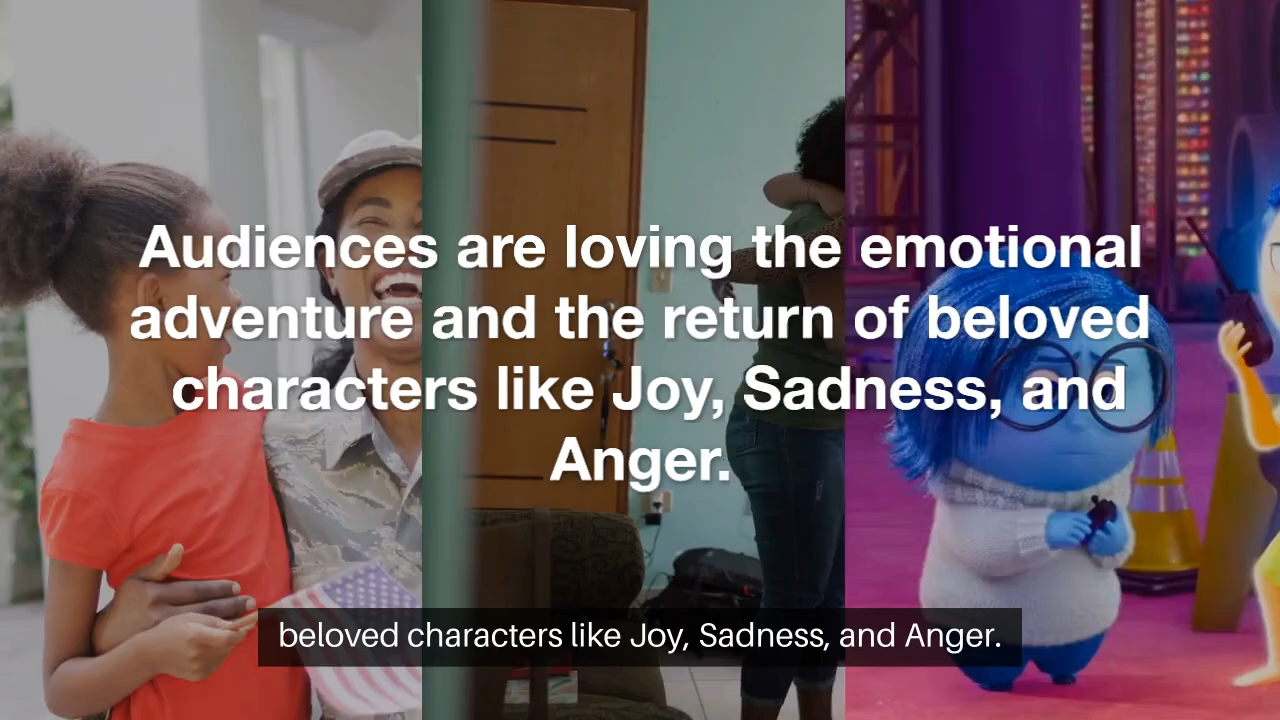 Audiences are loving the emotional
adventure and the return of beloved
characters like Joy, Sadness, and
Anger.
beloved characters like Joy, Sadness, and Anger.